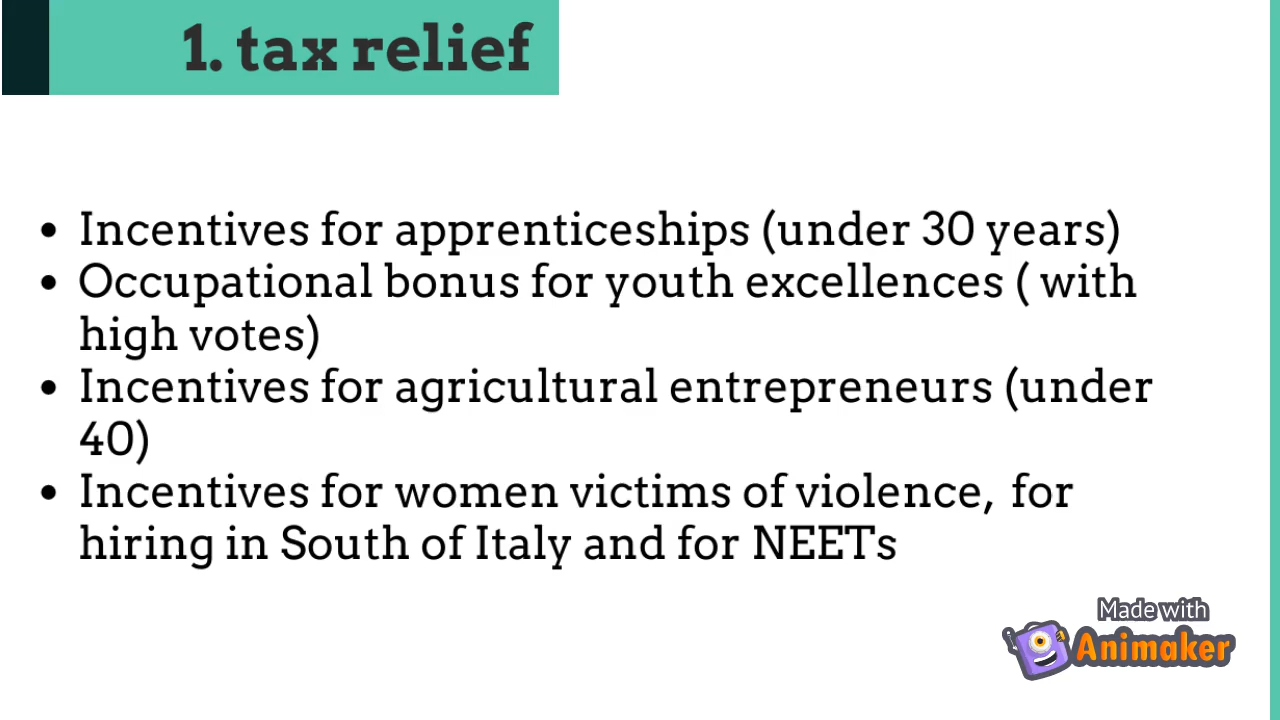 1. tax relief
• Incentives for apprenticeships (under 30 years)
• Occupational bonus for youth excellences ( with
high votes)
• Incentives for agricultural entrepreneurs (under
40)
• Incentives for women victims of violence, for
hiring in South of Italy and for NEETs
Made with
Animaker